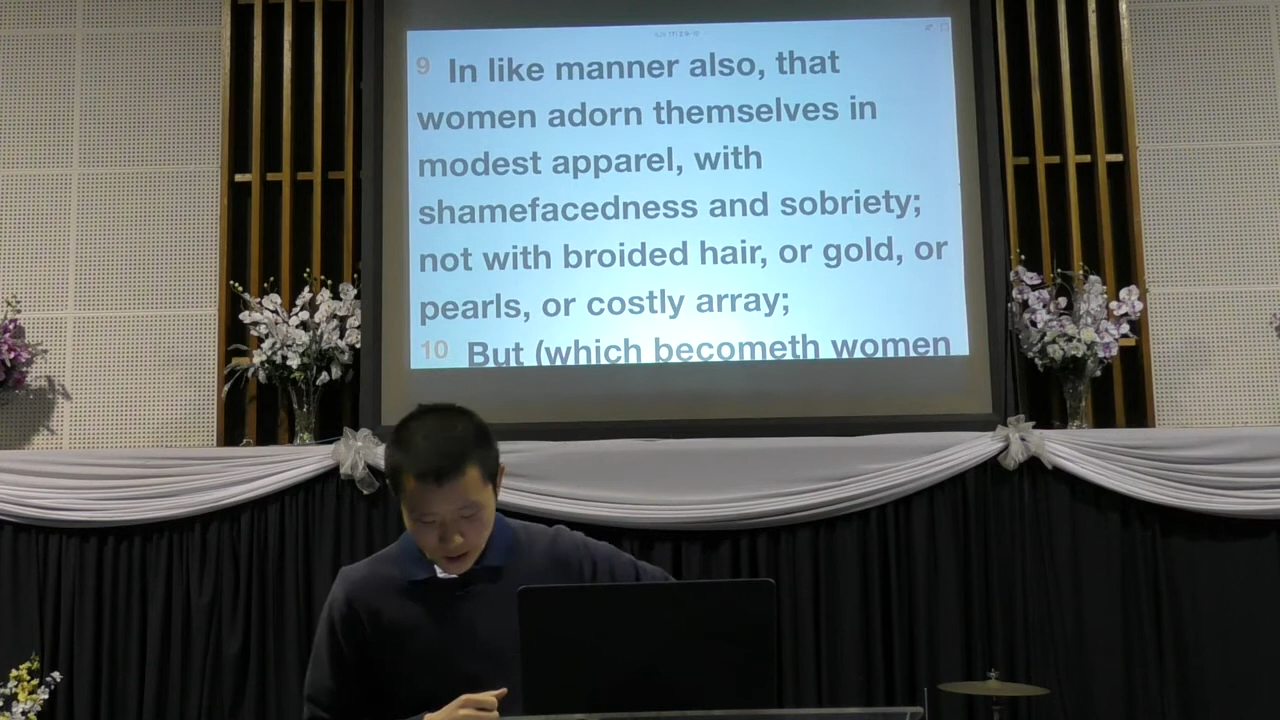 9 In like manner also, that
women adorn themselves in
modest apparel, with
shamefacedness and sobriety;
not with broided hair, or gold, or
pearls, or costly array;
10 But (which becometh women